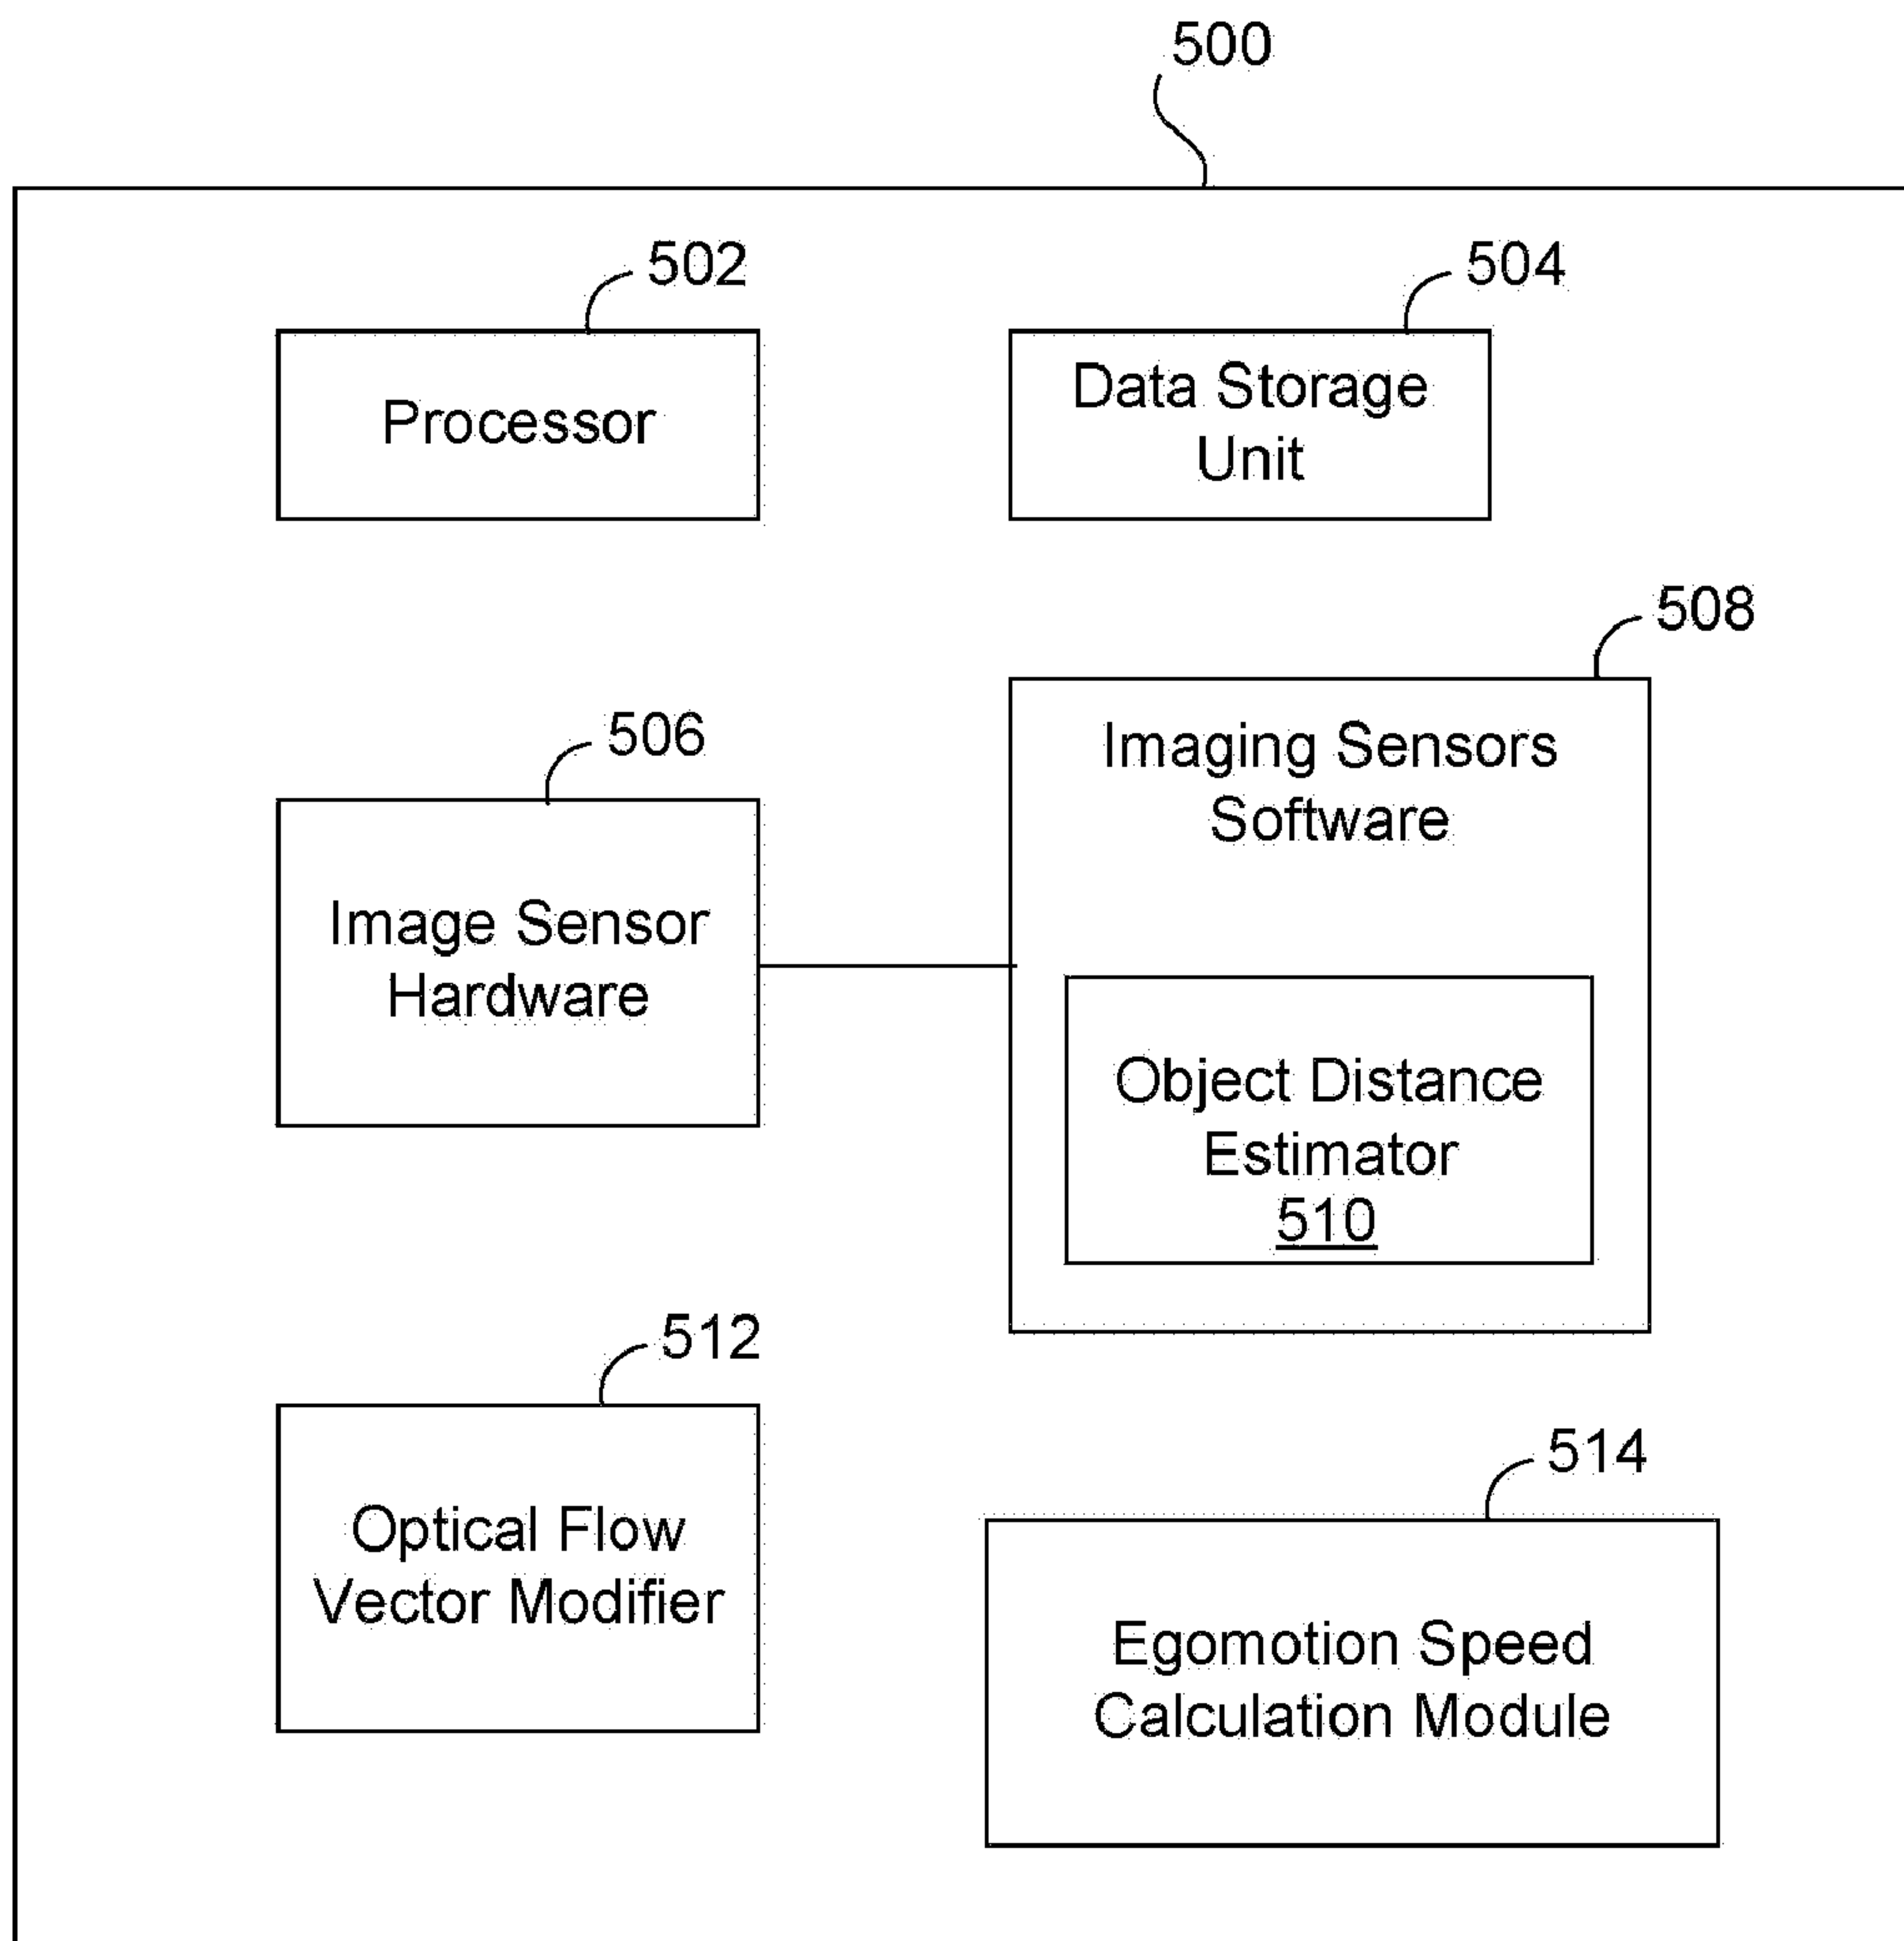 500
502
504
Processor
Data Storage
Unit
508
506
Imaging Sensors
Software
Image Sensor
Hardware
Object Distance
Estimator
510
512
514
Optical Flow
Vector Modifier
Egomotion Speed
Calculation Module